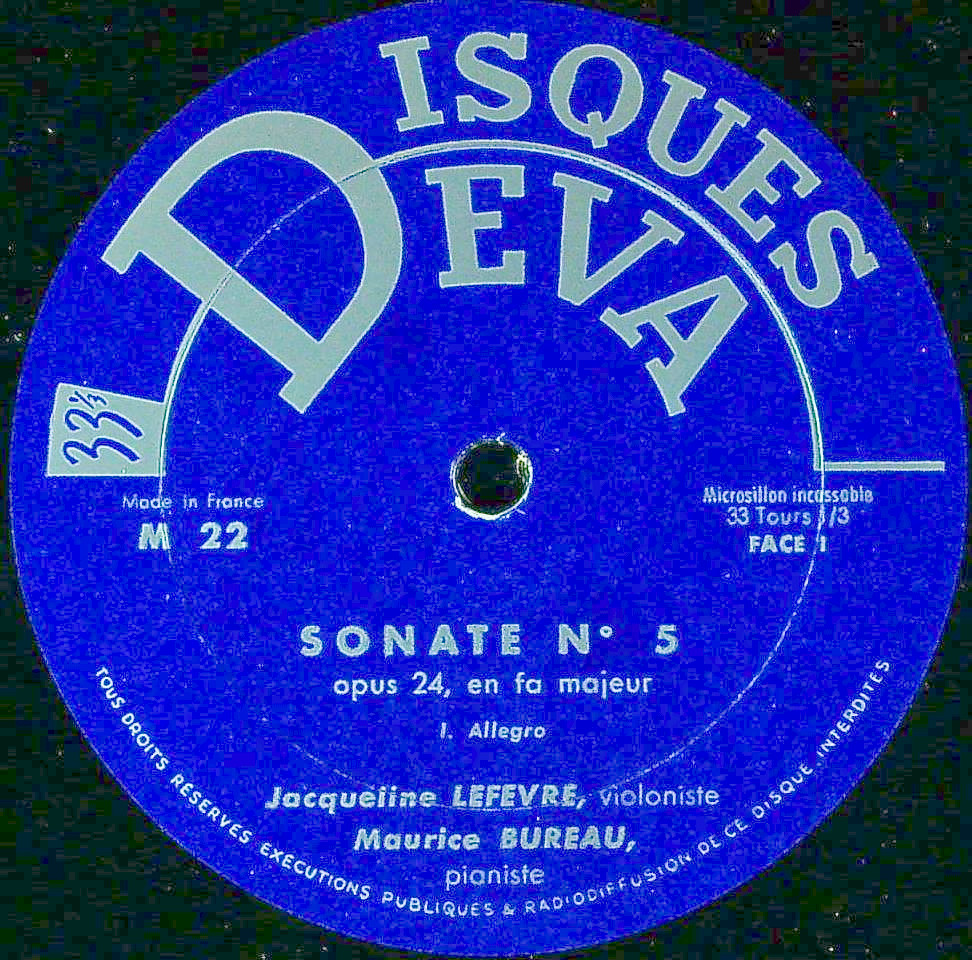 DISQUES
DEVA
33⅓
Made in France
M 22
Microsillon incassable
33 Tours 1/3
FACE 1
SONATE N° 5
opus 24, en fa majeur
I. Allegro
Jacqueline LEFEVRE, violoniste
Maurice BUREAU,
pianiste
TOUS DROITS RESERVES EXECUTIONS PUBLIQUES & RADIODIFFUSION DE CE DISQUE INTERDITES